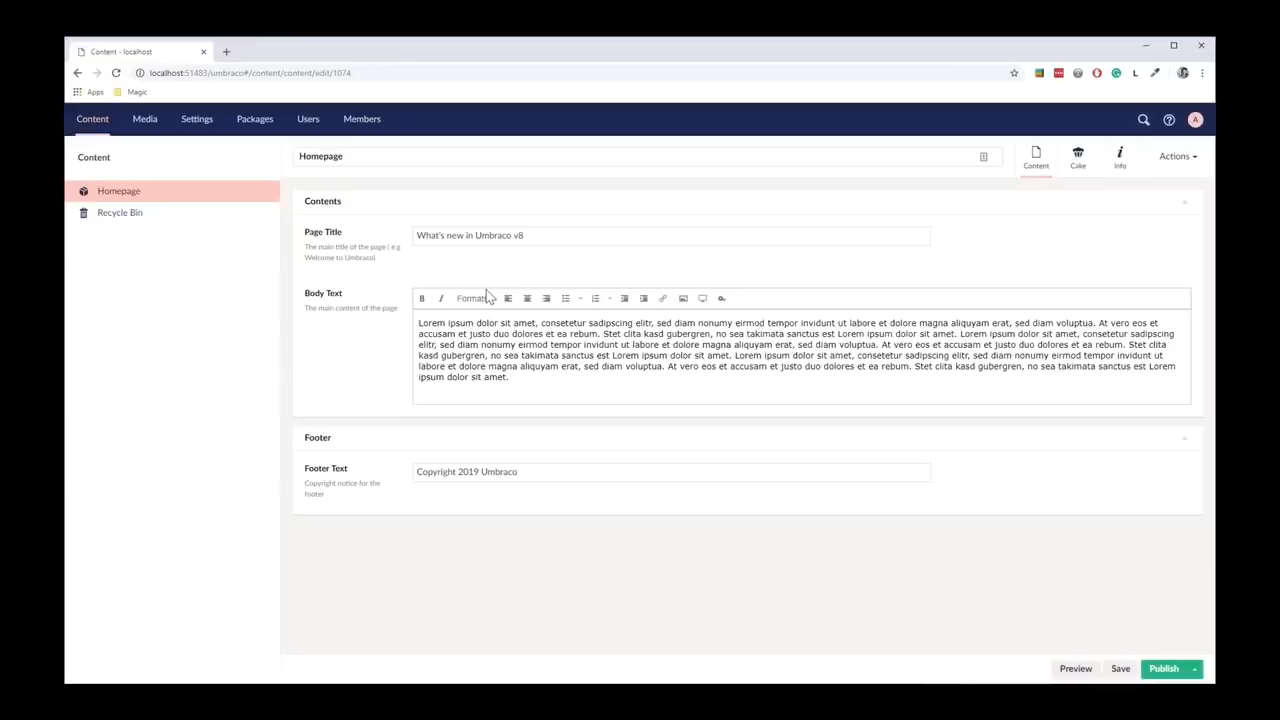 Content - localhost
localhost:51483/umbraco#/content/content/edit/1074
Apps Magic
Content Media Settings Packages Users Members
A
Content
Homepage
Recycle Bin
Homepage
Content Cake Info Actions
Contents
Page Title
The main title of the page ( e.g
Welcome to Umbraco)
What's new in Umbraco v8
Body Text
The main content of the page
B I Formats
Lorem ipsum dolor sit amet, consetetur sadipscing elitr, sed diam nonumy eirmod tempor invidunt ut labore et dolore magna aliquyam erat, sed diam voluptua. At vero eos et
accusam et justo duo dolores et ea rebum. Stet clita kasd gubergren, no sea takimata sanctus est Lorem ipsum dolor sit amet. Lorem ipsum dolor sit amet, consetetur sadipscing
elitr, sed diam nonumy eirmod tempor invidunt ut labore et dolore magna aliquyam erat, sed diam voluptua. At vero eos et accusam et justo duo dolores et ea rebum. Stet clita
kasd gubergren, no sea takimata sanctus est Lorem ipsum dolor sit amet. Lorem ipsum dolor sit amet, consetetur sadipscing elitr, sed diam nonumy eirmod tempor invidunt ut
labore et dolore magna aliquyam erat, sed diam voluptua. At vero eos et accusam et justo duo dolores et ea rebum. Stet clita kasd gubergren, no sea takimata sanctus est Lorem
ipsum dolor sit amet.
Footer
Footer Text
Copyright notice for the
footer
Copyright 2019 Umbraco
Preview Save Publish